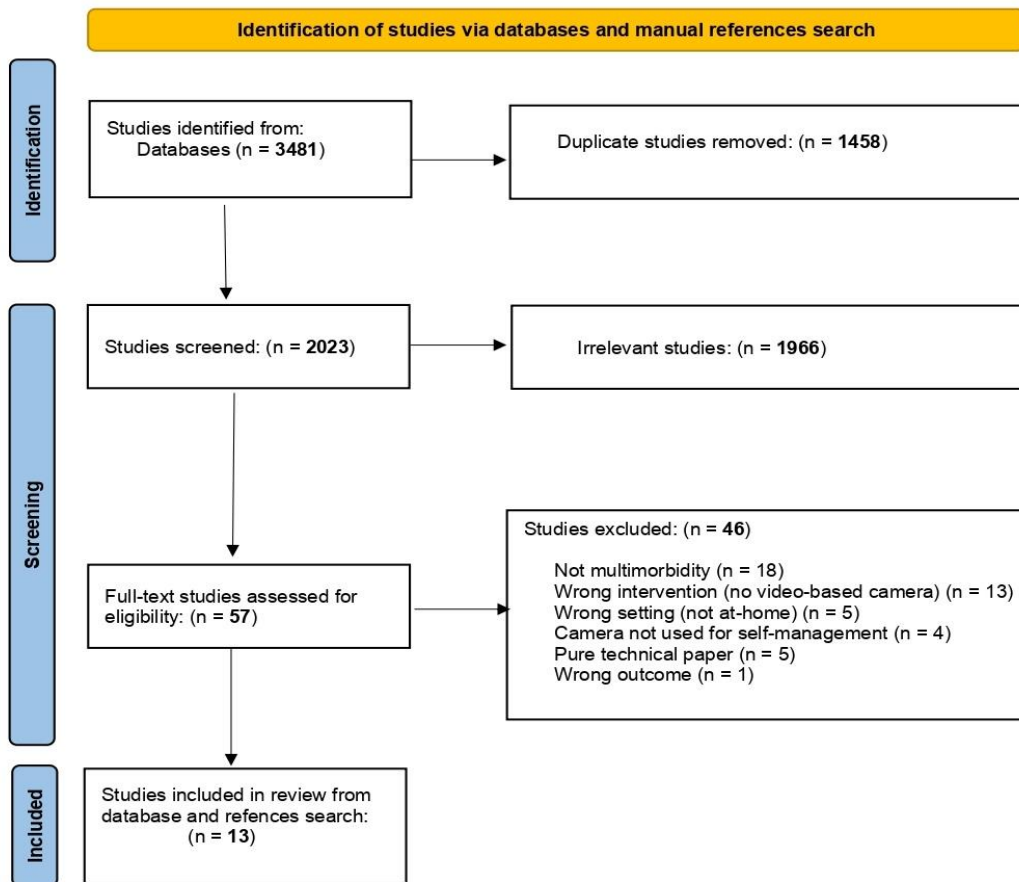 Identification of studies via databases and manual references search
Identification
Studies identified from:
Databases (n = 3481)
Duplicate studies removed: (n = 1458)
Screening
Studies screened: (n = 2023)
Irrelevant studies: (n = 1966)
Full-text studies assessed for
eligibility: (n = 57)
Studies excluded: (n = 46)
Not multimorbidity (n = 18)
Wrong intervention (no video-based camera) (n = 13)
Wrong setting (not at-home) (n = 5)
Camera not used for self-management (n = 4)
Pure technical paper (n = 5)
Wrong outcome (n = 1)
Included
Studies included in review from
database and refences search:
(n = 13)